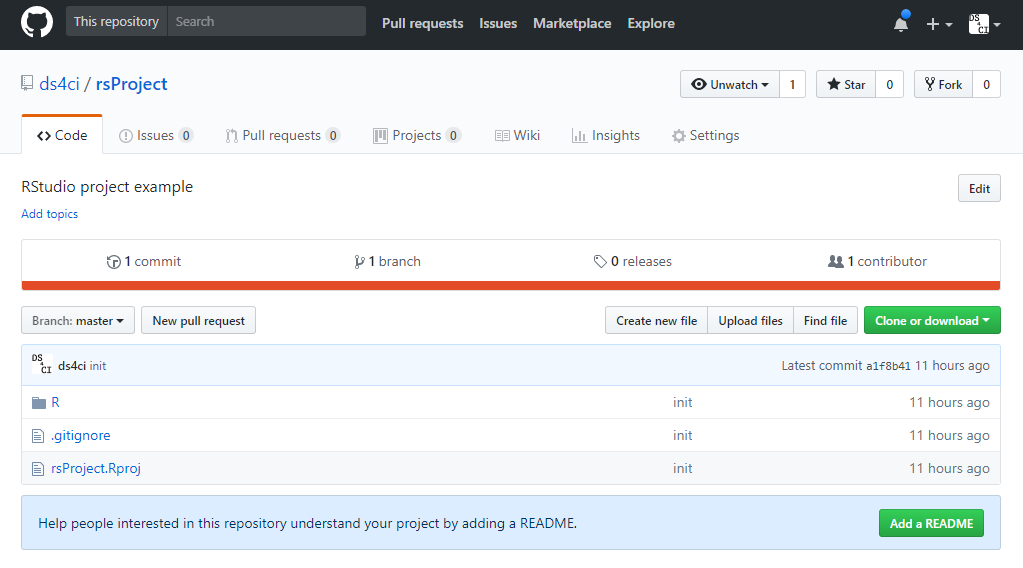 This repository Search Pull requests Issues Marketplace Explore DS 4 CI
ds4ci / rsProject Unwatch 1 Star 0 Fork 0
Code Issues 0 Pull requests 0 Projects 0 Wiki Insights Settings
RStudio project example Edit
Add topics
1 commit 1 branch 0 releases 1 contributor
Branch: master New pull request Create new file Upload files Find file Clone or download
DS 4 CI ds4ci init Latest commit a1f8b41 11 hours ago
R init 11 hours ago
.gitignore init 11 hours ago
rsProject.Rproj init 11 hours ago
Help people interested in this repository understand your project by adding a README. Add a README